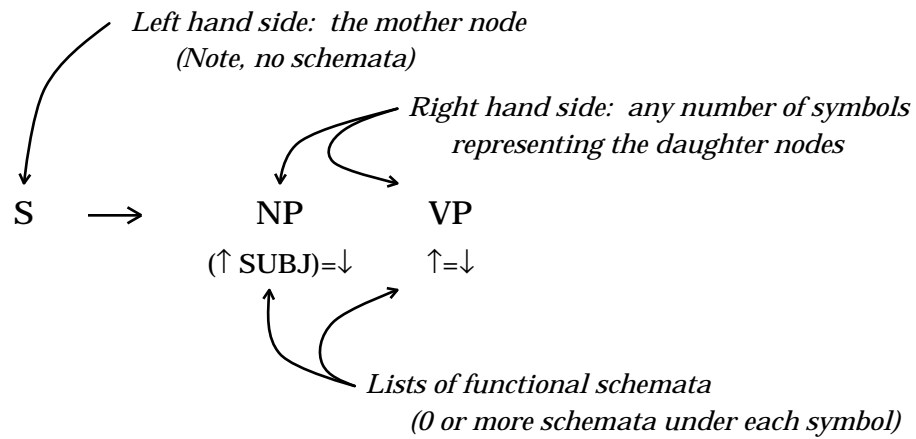 Left hand side: the mother node
(Note, no schemata)
Right hand side: any number of symbols
representing the daughter nodes
S → NP VP
(↑ SUBJ)=↓ ↑=↓
Lists of functional schemata
(0 or more schemata under each symbol)